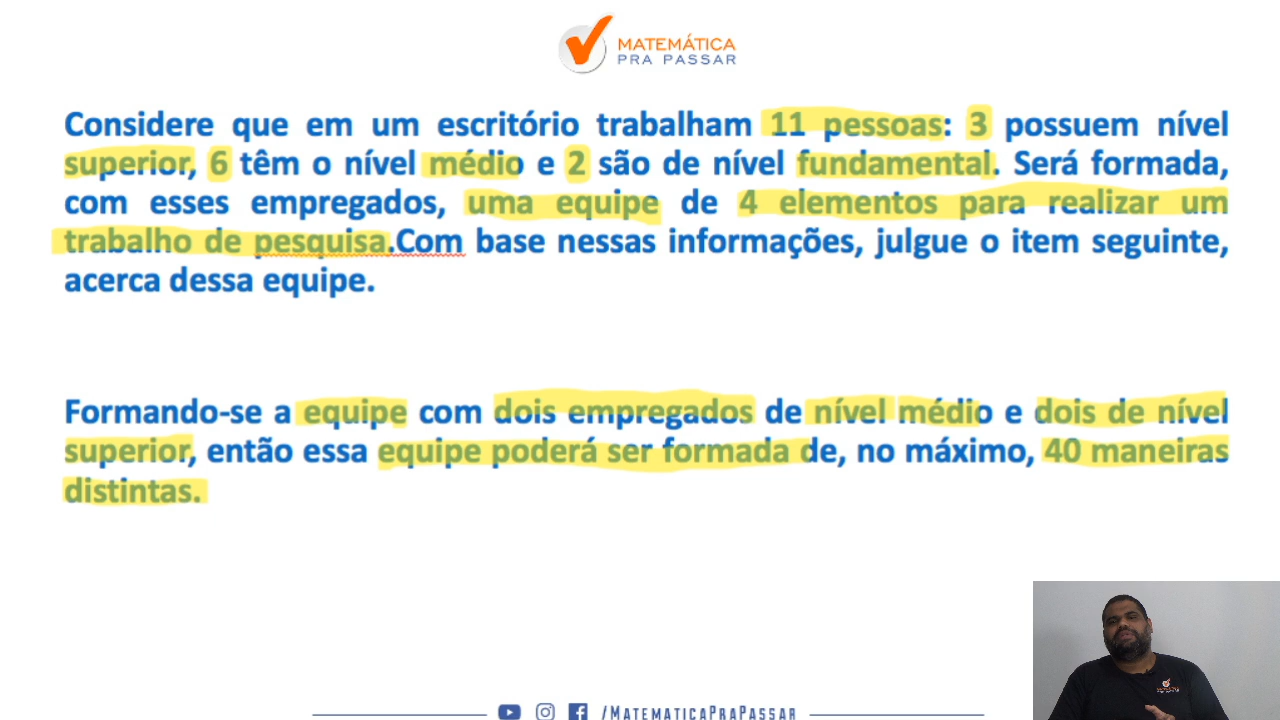 MATEMÁTICA
PRA PASSAR
Considere que em um escritório trabalham 11 pessoas: 3 possuem nível
superior, 6 têm o nível médio e 2 são de nível fundamental. Será formada,
com esses empregados, uma equipe de 4 elementos para realizar um
trabalho de pesquisa.Com base nessas informações, julgue o item seguinte,
acerca dessa equipe.
Formando-se a equipe com dois empregados de nível médio e dois de nível
superior, então essa equipe poderá ser formada de, no máximo, 40 maneiras
distintas.
/MATEMATICAPRAPASSAR